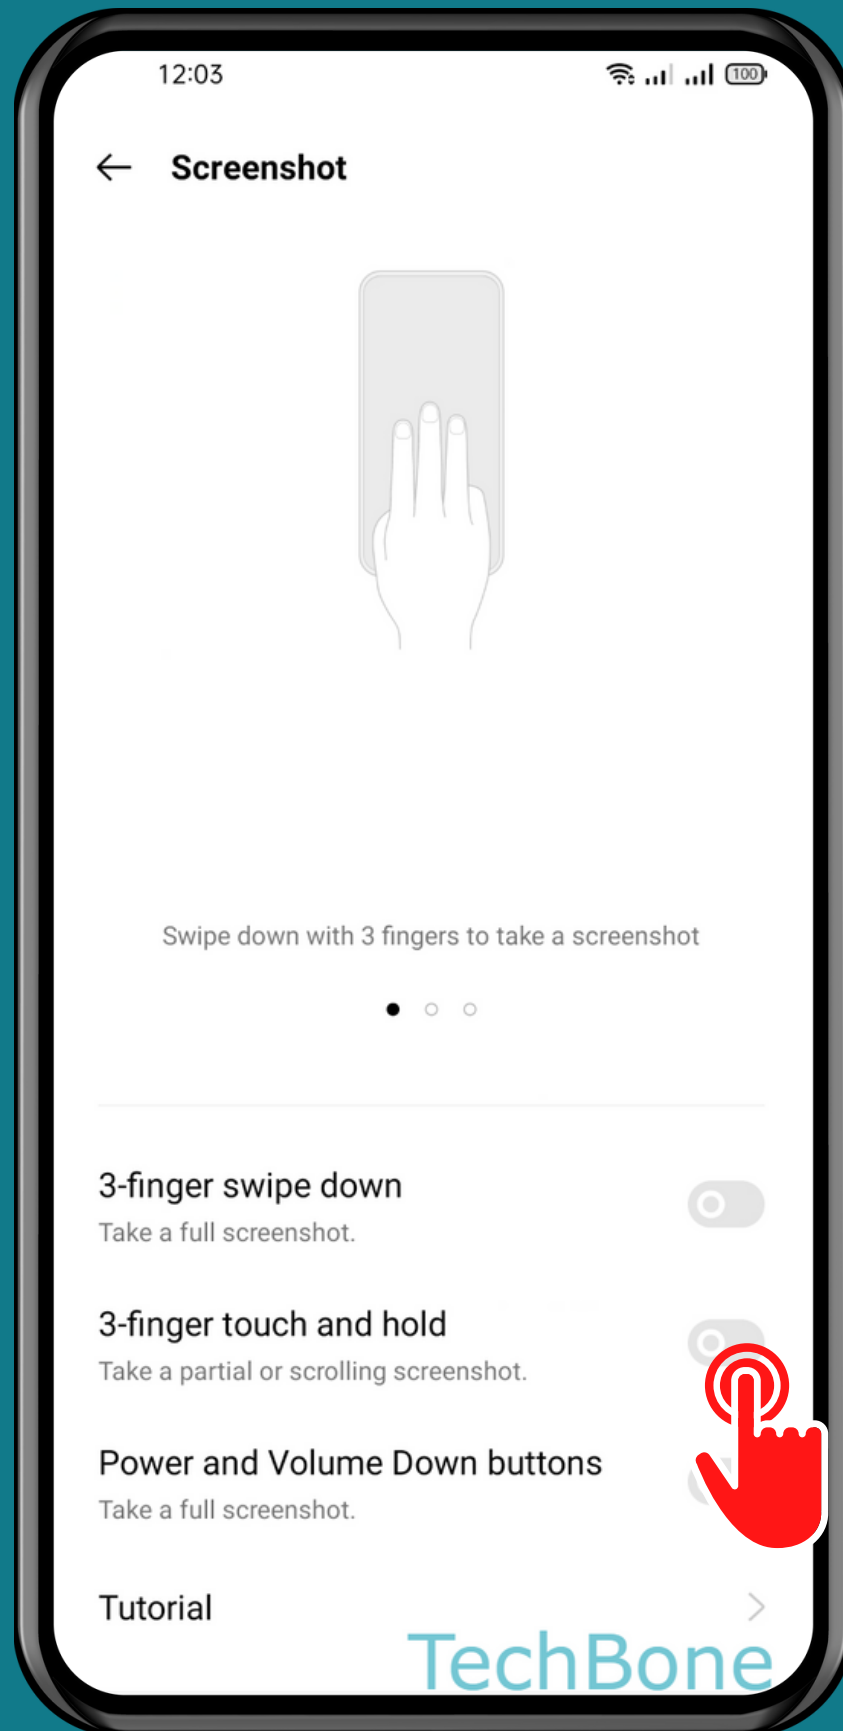 12:03
100
Screenshot
Swipe down with 3 fingers to take a screenshot
3-finger swipe down
Take a full screenshot.
3-finger touch and hold
Take a partial or scrolling screenshot.
Power and Volume Down buttons
Take a full screenshot.
Tutorial
TechBone